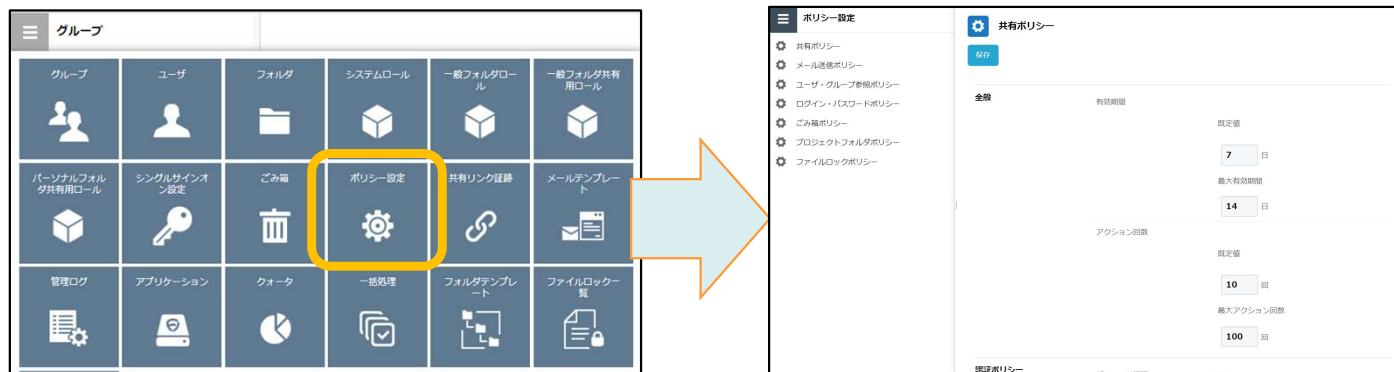 グループ
グループ
ユーザ
フォルダ
システムロール
一般フォルダロー
ル
一般フォルダ共有
用ロール
パーソナルフォル
ダ共有用ロール
シングルサインオ
ン設定
ごみ箱
ポリシー設定
共有リンク証跡
メールテンプレー
ト
管理ログ
アプリケーション
クォータ
一括処理
フォルダテンプレ
ート
ファイルロック一
覧
ポリシー設定
共有ポリシー
メール送信ポリシー
ユーザ・グループ参照ポリシー
ログイン・パスワードポリシー
ごみ箱ポリシー
プロジェクトフォルダポリシー
ファイルロックポリシー
共有ポリシー
保存
全般
有効期間
既定値
7 日
最大有効期間
14 日
アクション回数
既定値
10 回
最大アクション回数
100 回
認証ポリシー